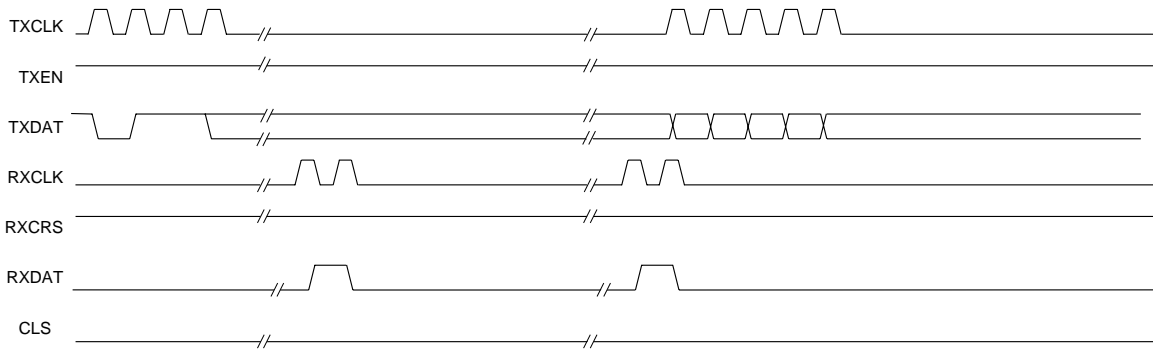 TXCLK
TXEN
TXDAT
RXCLK
RXCRS
RXDAT
CLS